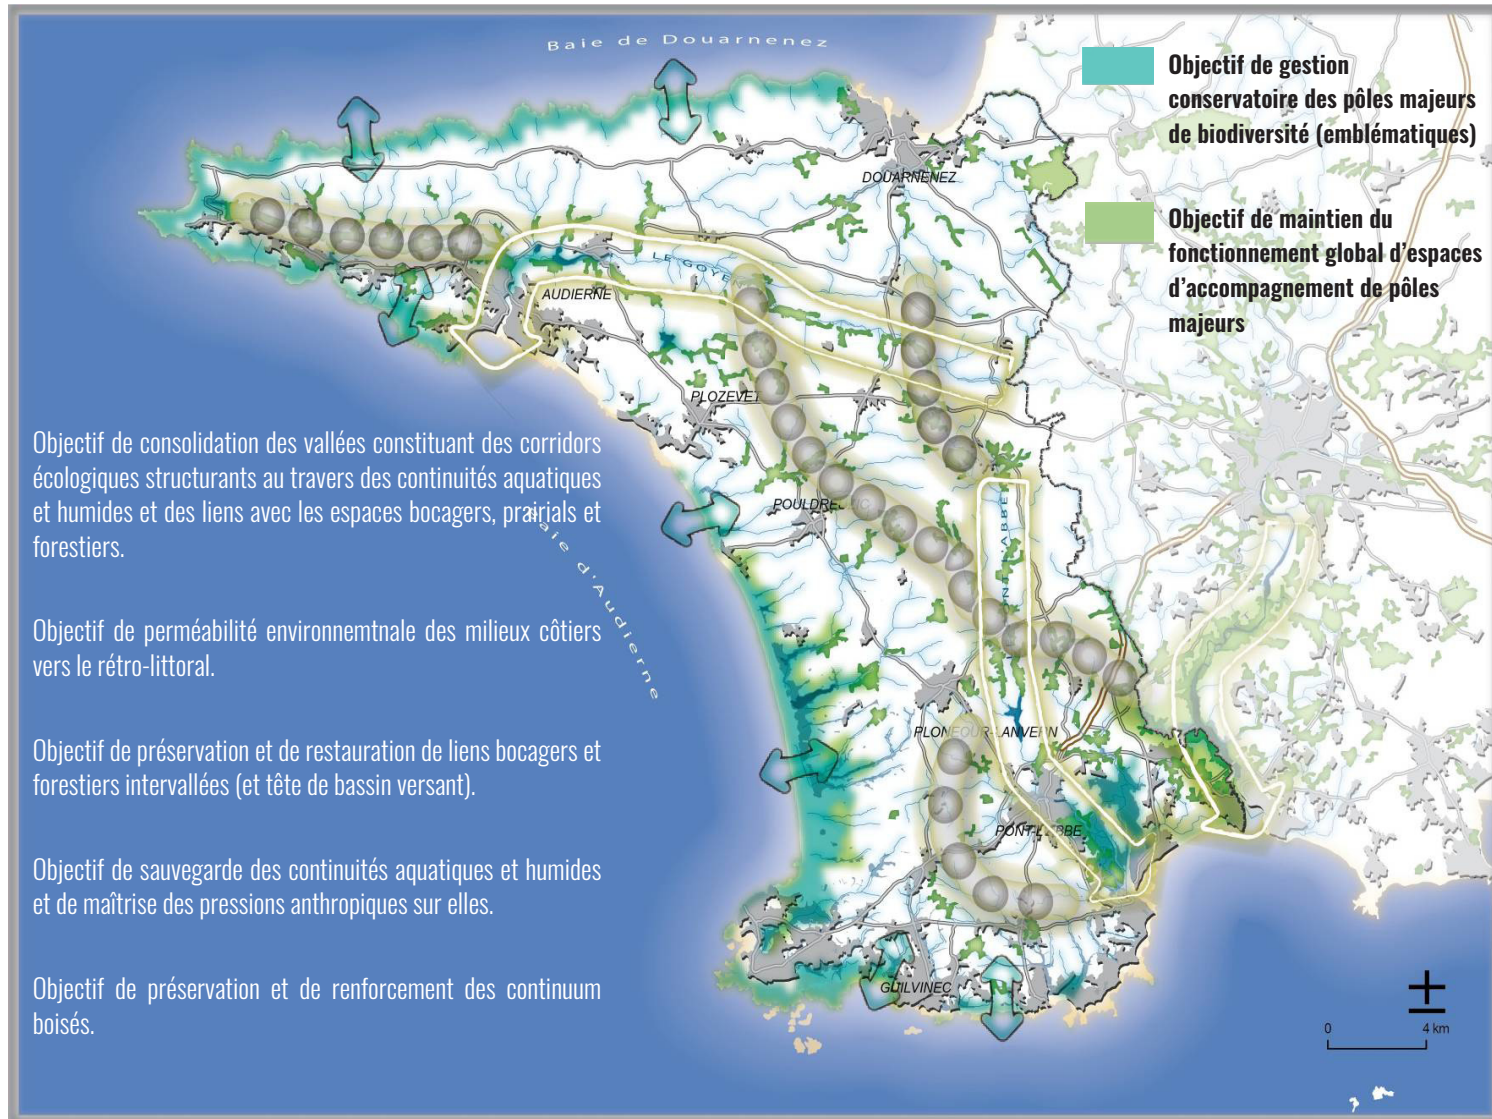 Baie de Douarnenez
Objectif de gestion
conservatoire des pôles majeurs
de biodiversité (emblématiques)
DOUARNENEZ
Objectif de maintien du
fonctionnement global d'espaces
d'accompagnement de pôles
majeurs
LE GOYE
AUDIERNE
PLOZEVET
Objectif de consolidation des vallées constituant des corridors
écologiques structurants au travers des continuités aquatiques
et humides et des liens avec les espaces bocagers, prairials et
forestiers.
Baie d'Audierne
POULDRE
Objectif de perméabilité environnemtnale des milieux côtiers
vers le rétro-littoral.
PLONEOUR-LANVERN
Objectif de préservation et de restauration de liens bocagers et
forestiers intervallées (et tête de bassin versant).
PONT-L'ABBE
Objectif de sauvegarde des continuités aquatiques et humides
et de maîtrise des pressions anthropiques sur elles.
GUILVINEC
Objectif de préservation et de renforcement des continuum
boisés.
0 4 km